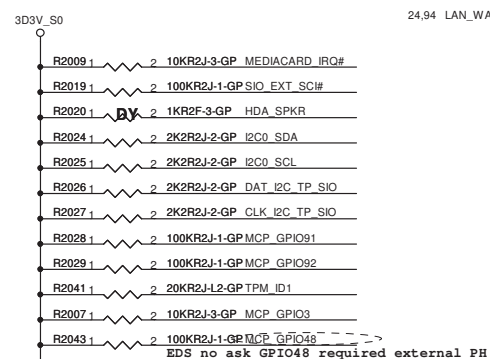 24,94 LAN_WA
3D3V_S0
R2009 1 2 10KR2J-3-GP MEDIACARD_IRQ#
R2019 1 2 100KR2J-1-GP SIO_EXT_SCI#
R2020 1 DY 2 1KR2F-3-GP HDA_SPKR
R2024 1 2 2K2R2J-2-GP I2C0_SDA
R2025 1 2 2K2R2J-2-GP I2C0_SCL
R2026 1 2 2K2R2J-2-GP DAT_I2C_TP_SIO
R2027 1 2 2K2R2J-2-GP CLK_I2C_TP_SIO
R2028 1 2 100KR2J-1-GP MCP_GPIO91
R2029 1 2 100KR2J-1-GP MCP_GPIO92
R2041 1 2 20KR2J-L2-GP TPM_ID1
R2007 1 2 10KR2J-3-GP MCP_GPIO3
R2043 1 2 100KR2J-1-GP MCP_GPIO48
EDS no ask GPIO48 required external PH